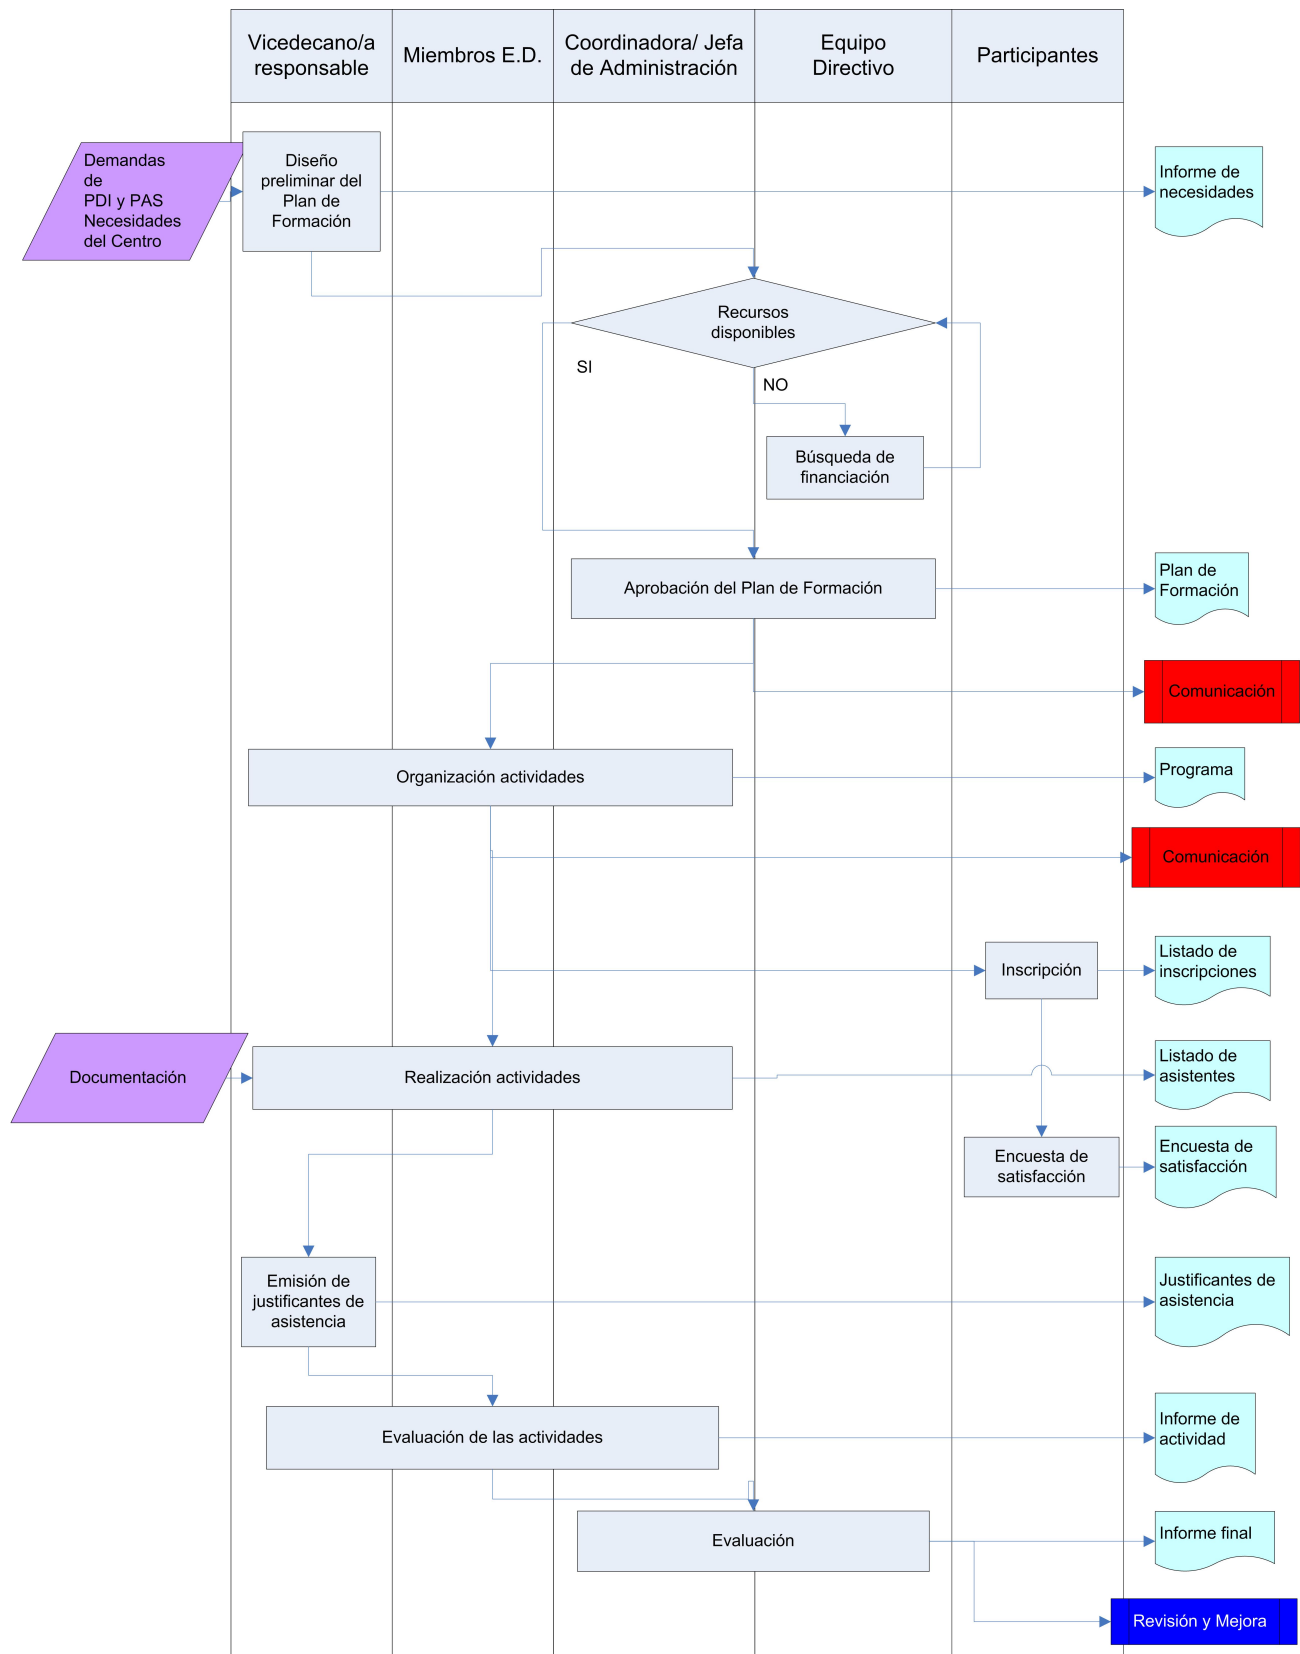 Vicedecano/a
responsable
Miembros E.D.
Coordinadora/ Jefa
de Administración
Equipo
Directivo
Participantes
Demandas
de
PDI y PAS
Necesidades
del Centro
Diseño
preliminar del
Plan de
Formación
Informe de
necesidades
Recursos
disponibles
SI
NO
Búsqueda de
financiación
Aprobación del Plan de Formación
Plan de
Formación
Comunicación
Organización actividades
Programa
Comunicación
Inscripción
Listado de
inscripciones
Documentación
Realización actividades
Listado de
asistentes
Encuesta de
satisfacción
Encuesta de
satisfacción
Emisión de
justificantes de
asistencia
Justificantes de
asistencia
Evaluación de las actividades
Informe de
actividad
Evaluación
Informe final
Revisión y Mejora